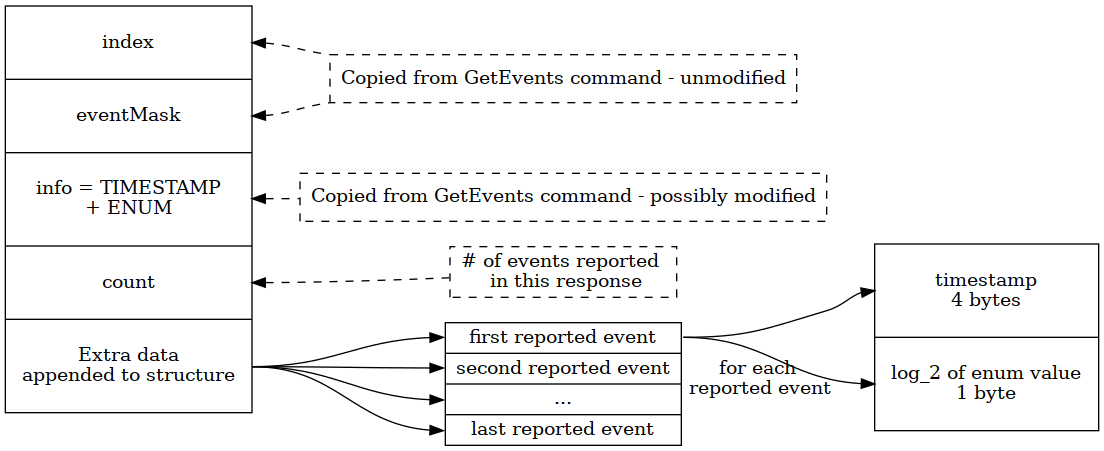 index
Copied from GetEvents command - unmodified
eventMask
info = TIMESTAMP
+ ENUM
Copied from GetEvents command - possibly modified
count
# of events reported
in this response
Extra data
appended to structure
first reported event
second reported event
...
last reported event
for each
reported event
timestamp
4 bytes
log_2 of enum value
1 byte